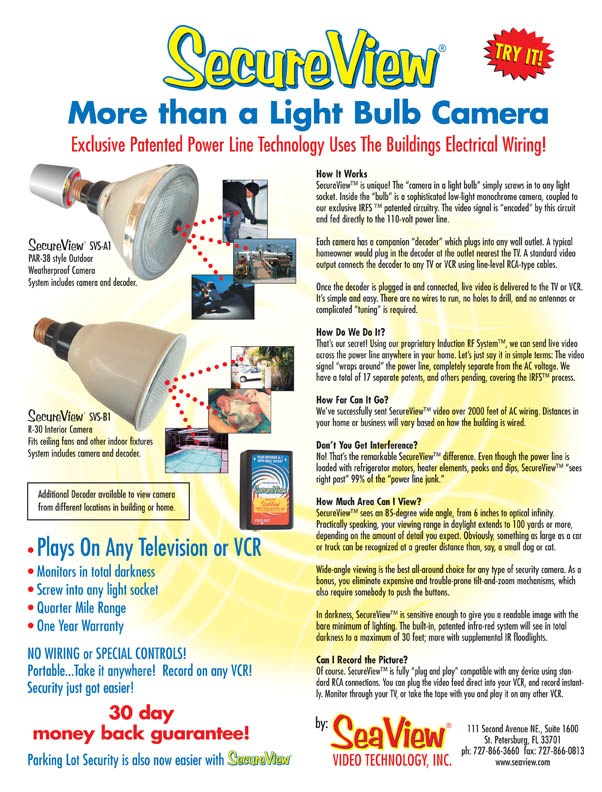 SecureView®
TRY IT!
More than a Light Bulb Camera
Exclusive Patented Power Line Technology Uses The Buildings Electrical Wiring!
SecureView™ SVS-A1
PAR-38 style Outdoor
Weatherproof Camera
System includes camera and decoder.
SecureView™ SVS-B1
R-30 Interior Camera
Fits ceiling fans and other indoor fixtures
System includes camera and decoder.
SecureView
SeaView
Additional Decoder available to view camera
from different locations in building or home.
• Plays On Any Television or VCR
• Monitors in total darkness
• Screw into any light socket
• Quarter Mile Range
• One Year Warranty
NO WIRING or SPECIAL CONTROLS!
Portable...Take it anywhere! Record on any VCR!
Security just got easier!
30 day
money back guarantee!
Parking Lot Security is also now easier with SecureView
How It Works
SecureView™ is unique! The “camera in a light bulb” simply screws in to any light
socket. Inside the “bulb” is a sophisticated low-light monochrome camera, coupled to
our exclusive IRFS ™ patented circuitry. The video signal is “encoded” by this circuit
and fed directly to the 110-volt power line.
Each camera has a companion “decoder” which plugs into any wall outlet. A typical
homeowner would plug in the decoder at the outlet nearest the TV. A standard video
output connects the decoder to any TV or VCR using line-level RCA-type cables.
Once the decoder is plugged in and connected, live video is delivered to the TV or VCR.
It’s simple and easy. There are no wires to run, no holes to drill, and no antennas or
complicated “tuning” is required.
How Do We Do It?
That’s our secret! Using our proprietary Induction RF System™, we can send live video
across the power line anywhere in your home. Let’s just say it in simple terms: The video
signal “wraps around” the power line, completely separate from the AC voltage. We
have a total of 17 separate patents, and others pending, covering the IRFS™ process.
How Far Can It Go?
We’ve successfully sent SecureView™ video over 2000 feet of AC wiring. Distances in
your home or business will vary based on how the building is wired.
Don’t You Get Interference?
No! That’s the remarkable SecureView™ difference. Even though the power line is
loaded with refrigerator motors, heater elements, peaks and dips, SecureView™ “sees
right past” 99% of the “power line junk.”
How Much Area Can I View?
SecureView™ sees an 85-degree wide angle, from 6 inches to optical infinity.
Practically speaking, your viewing range in daylight extends to 100 yards or more,
depending on the amount of detail you expect. Obviously, something as large as a car
or truck can be recognized at a greater distance than, say, a small dog or cat.
Wide-angle viewing is the best all-around choice for any type of security camera. As a
bonus, you eliminate expensive and trouble-prone tilt-and-zoom mechanisms, which
also require somebody to push the buttons.
In darkness, SecureView™ is sensitive enough to give you a readable image with the
bare minimum of lighting. The built-in, patented infra-red system will see in total
darkness to a maximum of 30 feet; more with supplemental IR floodlights.
Can I Record the Picture?
Of course. SecureView™ is fully “plug and play” compatible with any device using stan-
dard RCA connections. You can plug the video feed directly into your VCR, and record instant-
ly. Monitor through your TV, or take the tape with you and play it on any other VCR.
by:
SeaView®
VIDEO TECHNOLOGY, INC.
111 Second Avenue NE., Suite 1600
St. Petersburg, FL 33701
ph: 727-866-3660 fax: 727-866-0813
www.seaview.com